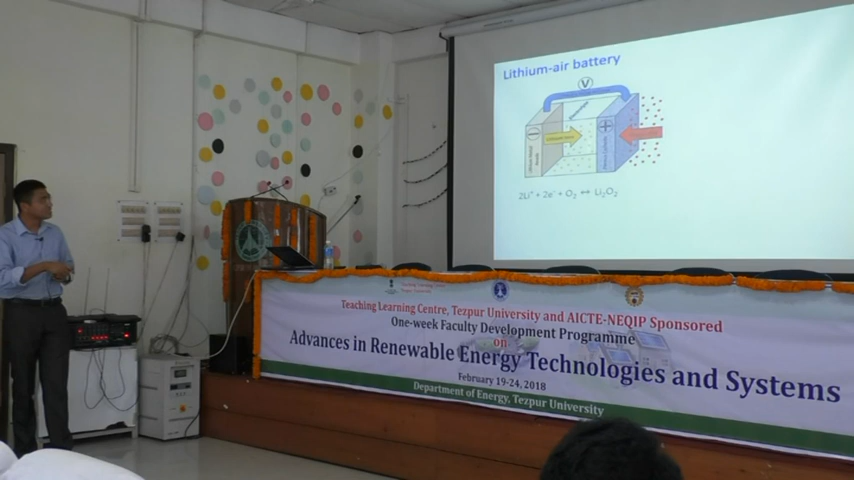 Lithium-air battery
V
2Li⁺ + 2e⁻ + O₂ ⇔ Li₂O₂
Teaching Learning Centre, Tezpur University and AICTE-NEQIP Sponsored
One-week Faculty Development Programme
on
Advances in Renewable Energy Technologies and Systems
February 19-24, 2018
Department of Energy, Tezpur University